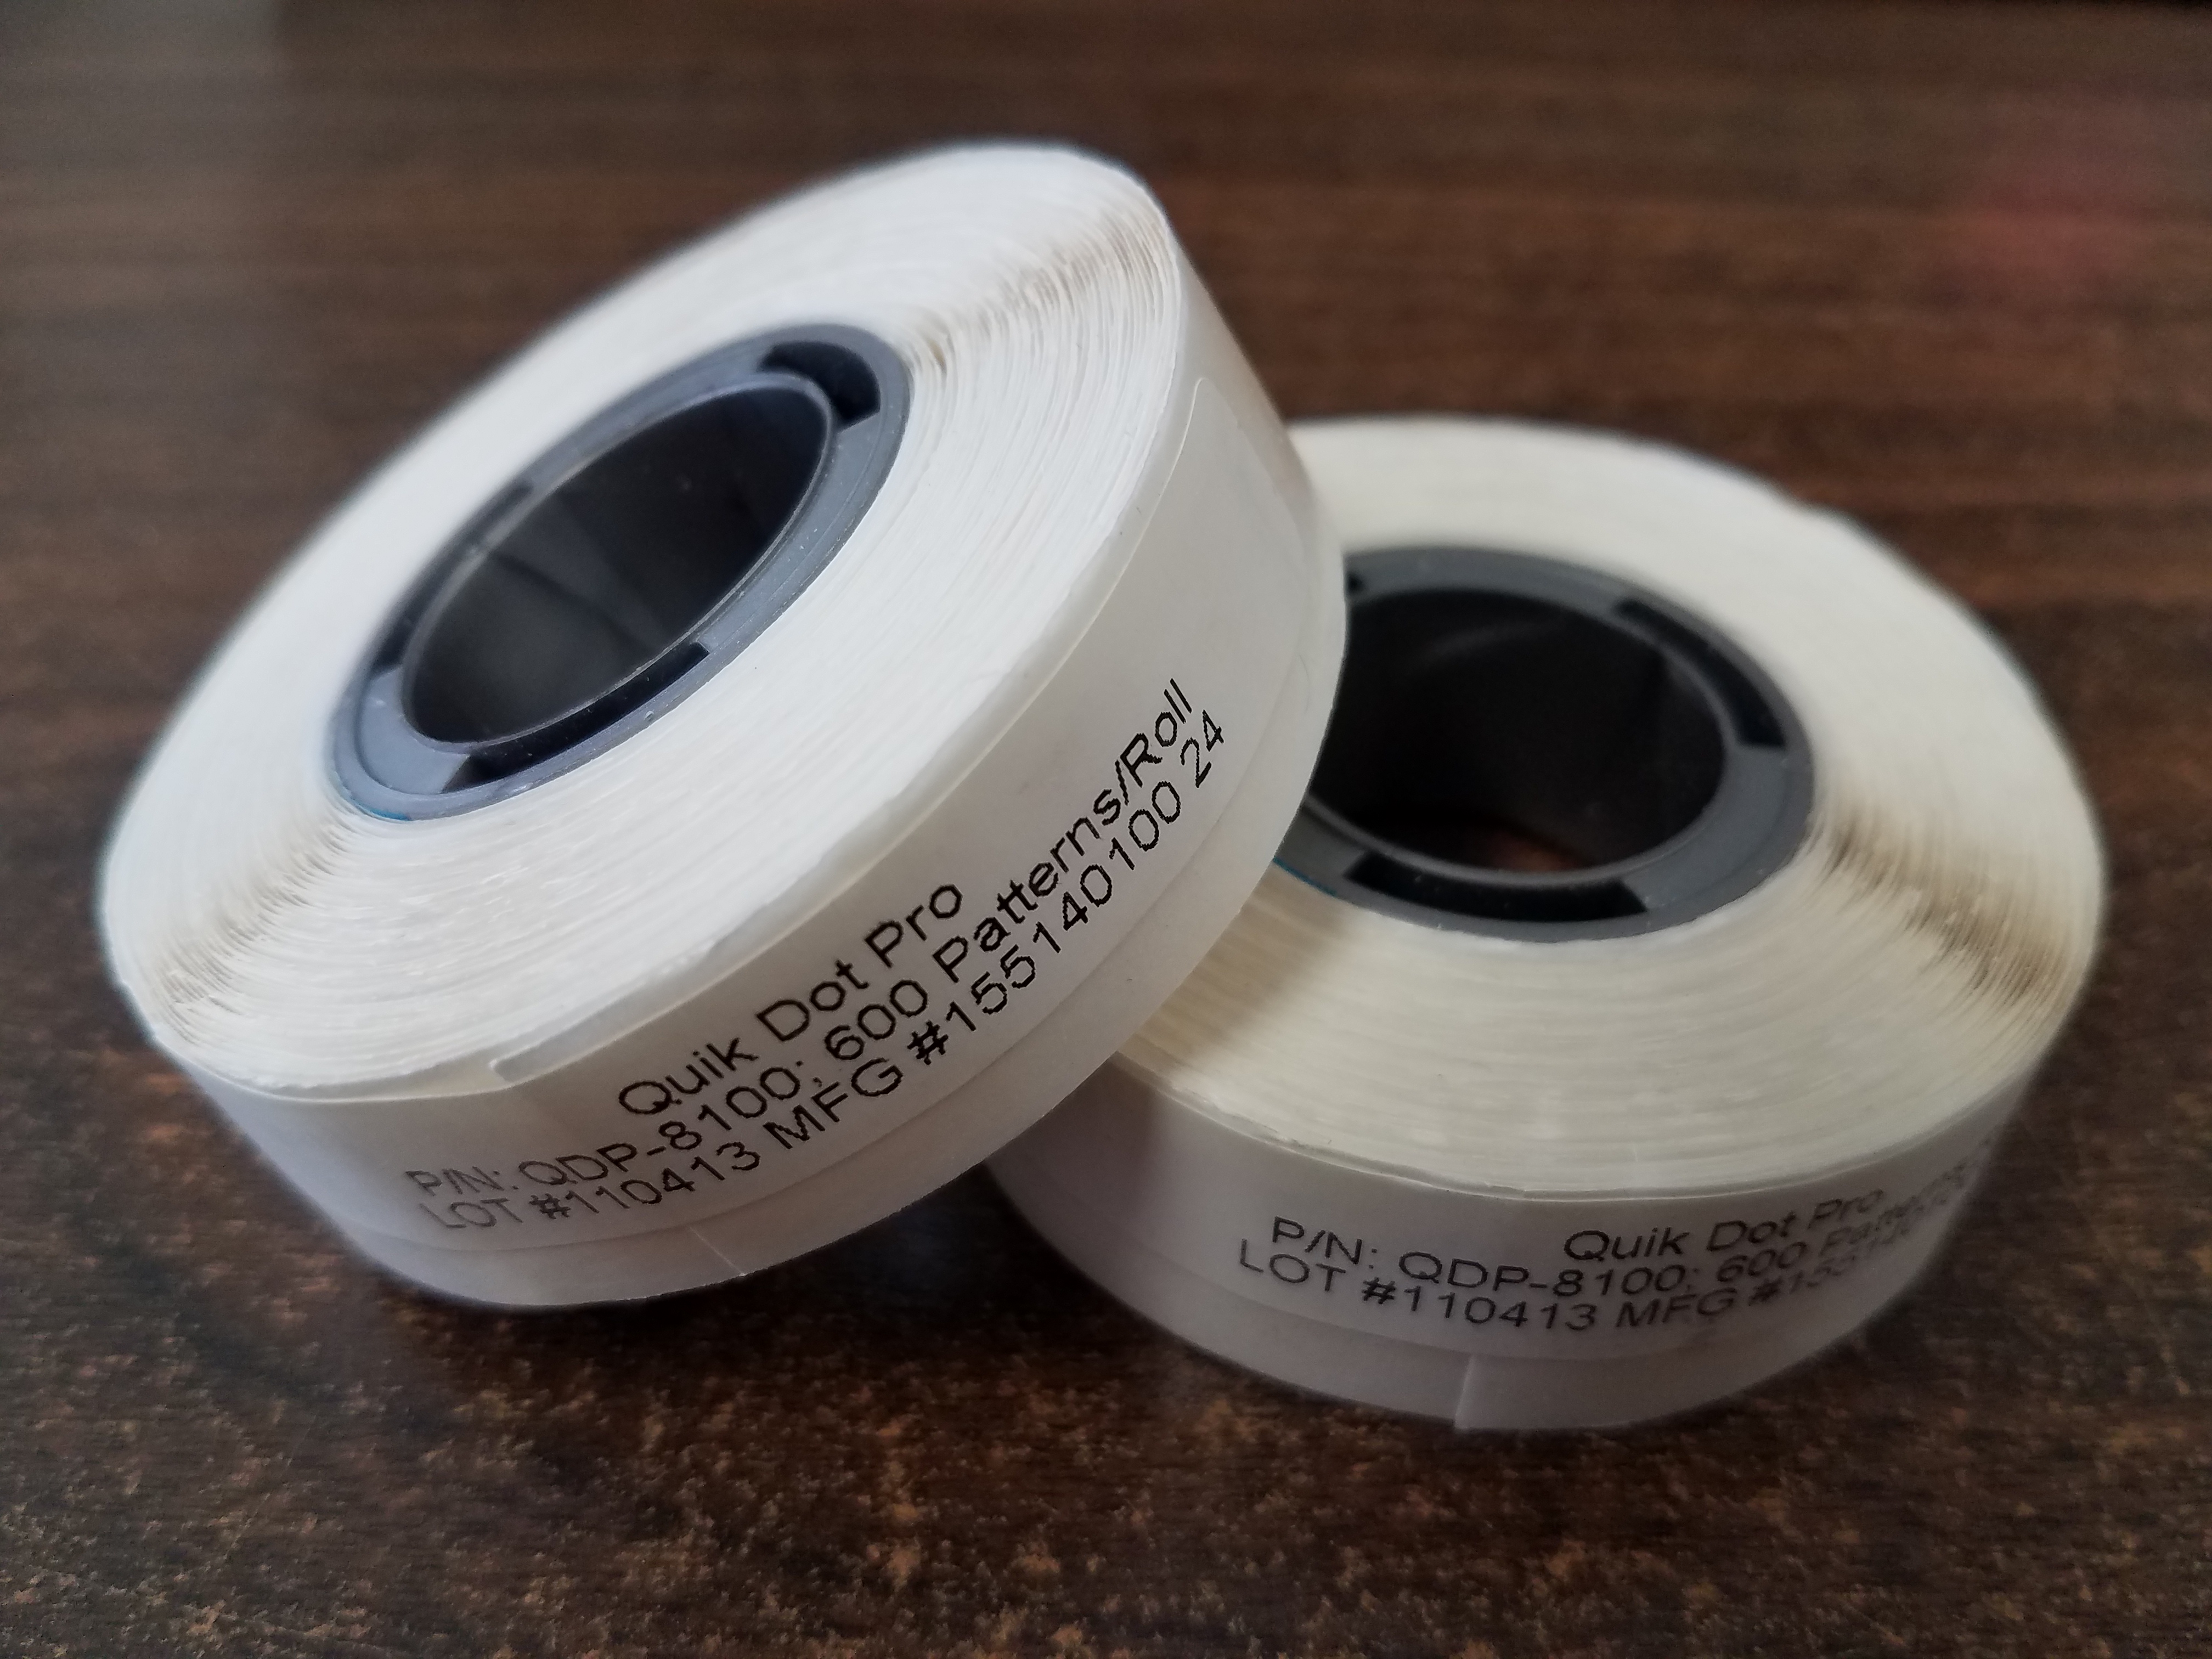 Quik Dot Pro
P/N: QDP-8100; 600 Patterns/Roll
LOT #110413 MFG #1551440100 24
Quik Dot Pro
P/N: QDP-8100; 600
LOT #110413 MFG